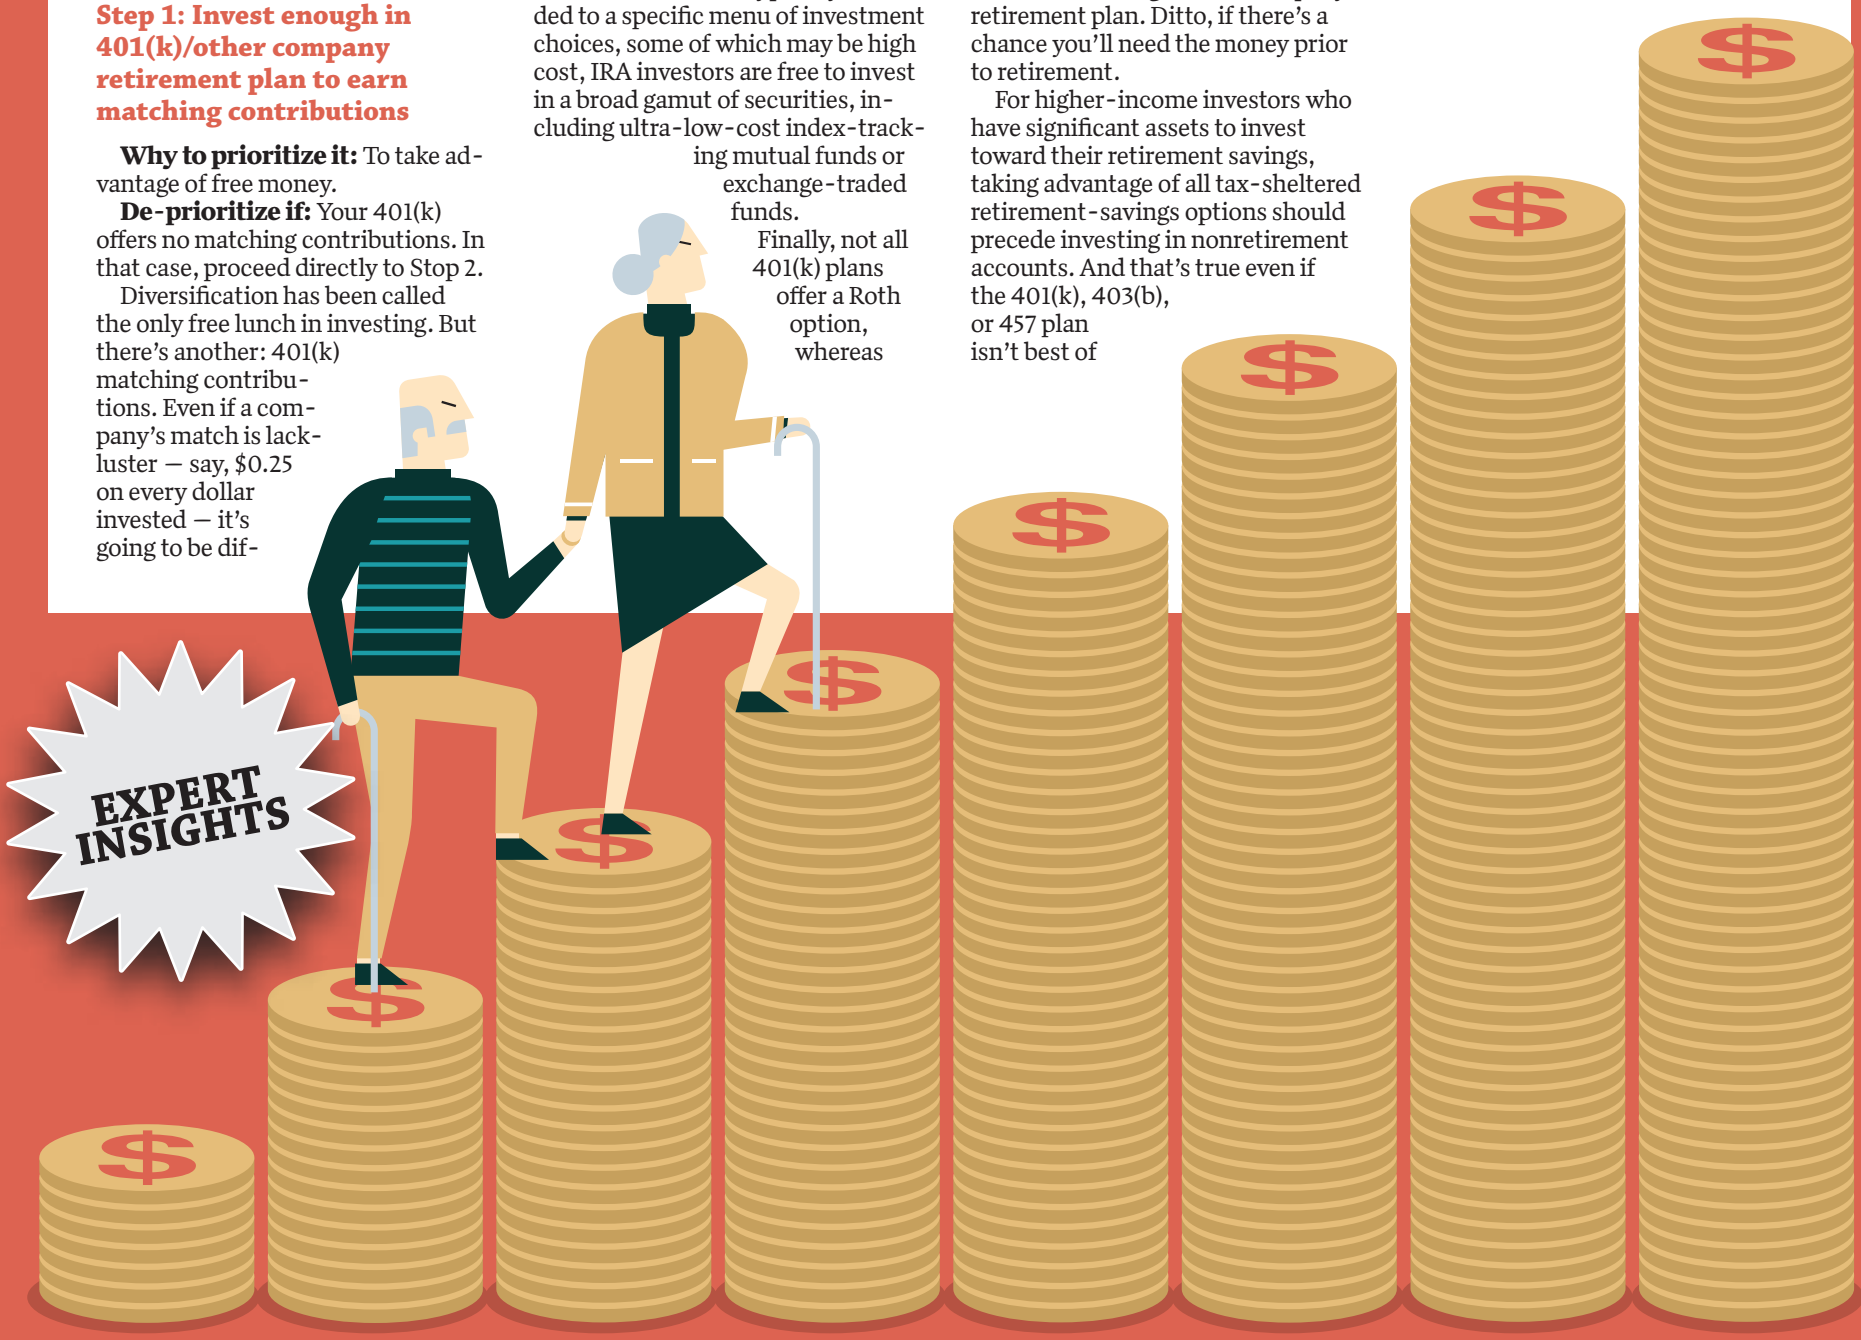 Step 1: Invest enough in
401(k)/other company
retirement plan to earn
matching contributions
Why to prioritize it: To take ad-
vantage of free money.
De-prioritize if: Your 401(k)
offers no matching contributions. In
that case, proceed directly to Stop 2.
Diversification has been called
the only free lunch in investing. But
there's another: 401(k)
matching contribu-
tions. Even if a com-
pany's match is lack-
luster — say, $0.25
on every dollar
invested — it's
going to be dif-
ded to a specific menu of investment
choices, some of which may be high
cost, IRA investors are free to invest
in a broad gamut of securities, in-
cluding ultra-low-cost index-track-
ing mutual funds or
exchange-traded
funds.
Finally, not all
401(k) plans
offer a Roth
option,
whereas
retirement plan. Ditto, if there's a
chance you'll need the money prior
to retirement.
For higher-income investors who
have significant assets to invest
toward their retirement savings,
taking advantage of all tax-sheltered
retirement-savings options should
precede investing in nonretirement
accounts. And that's true even if
the 401(k), 403(b),
or 457 plan
isn't best of
EXPERT
INSIGHTS
$
$
$
$
$
$
$
$